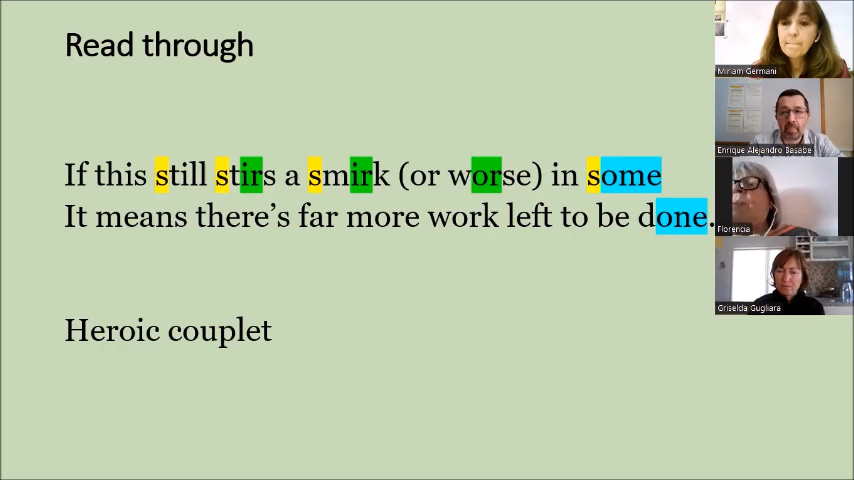 Read through
If this still stirs a smirk (or worse) in some
It means there's far more work left to be done.
Heroic couplet
Miriam Germani
Enrique Alejandro Basabe
Florencia
Griselda Gugliara